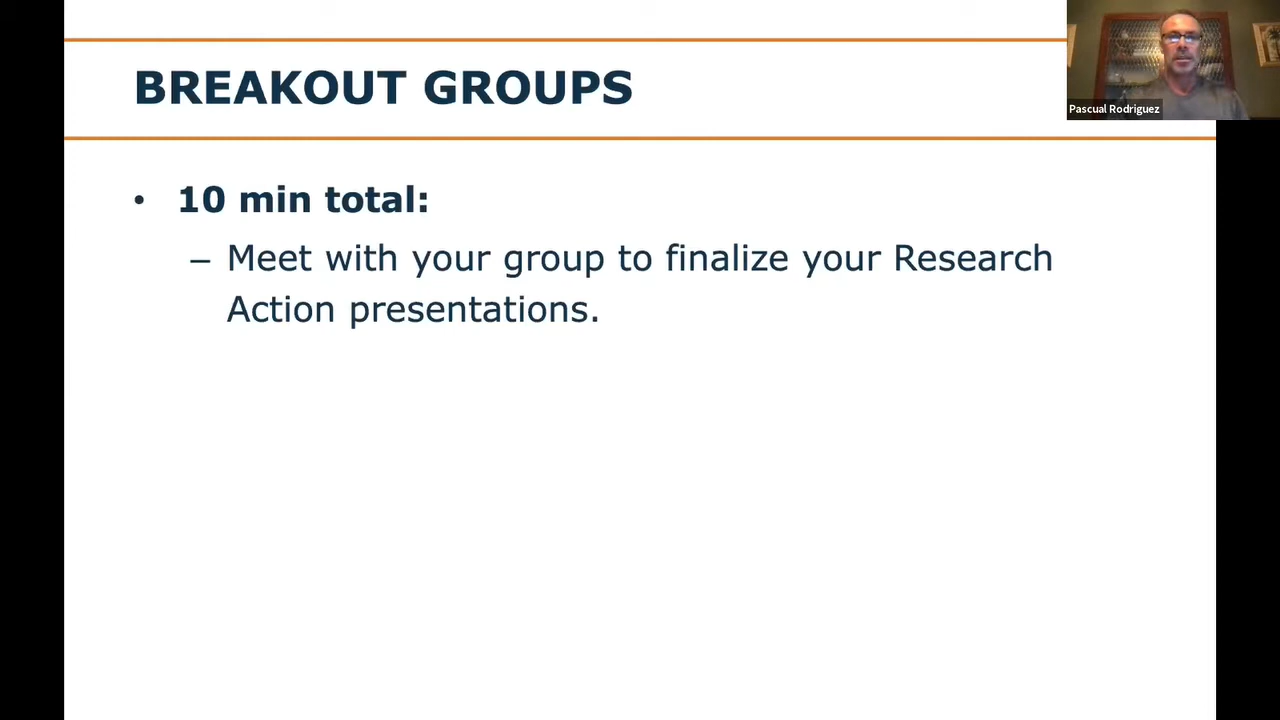 BREAKOUT GROUPS
Pascual Rodriguez
• 10 min total:
– Meet with your group to finalize your Research
Action presentations.